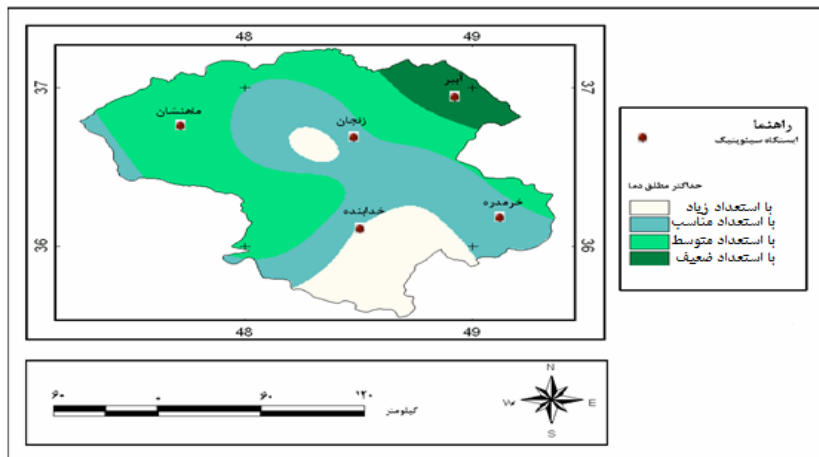 48
49
37
37
آببر
ماهنشان
زنجان
خرمدره
خدابنده
36
36
48
49
راهنما
ایستگاه سینوپتیک
حداکثر مطلق دما
با استعداد زیاد
با استعداد مناسب
با استعداد متوسط
با استعداد ضعیف
۶۰ ۰ ۶۰ ۱۲۰
کیلومتر
N
W E
S